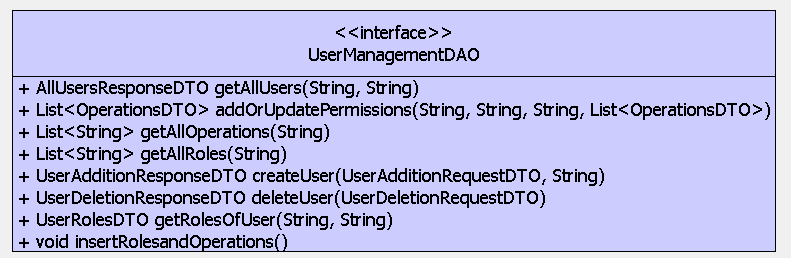 <<interface>>
UserManagementDAO
+ AllUsersResponseDTO getAllUsers(String, String)
+ List<OperationsDTO> addOrUpdatePermissions(String, String, String, List<OperationsDTO>)
+ List<String> getAllOperations(String)
+ List<String> getAllRoles(String)
+ UserAdditionResponseDTO createUser(UserAdditionRequestDTO, String)
+ UserDeletionResponseDTO deleteUser(UserDeletionRequestDTO)
+ UserRolesDTO getRolesOfUser(String, String)
+ void insertRolesandOperations()